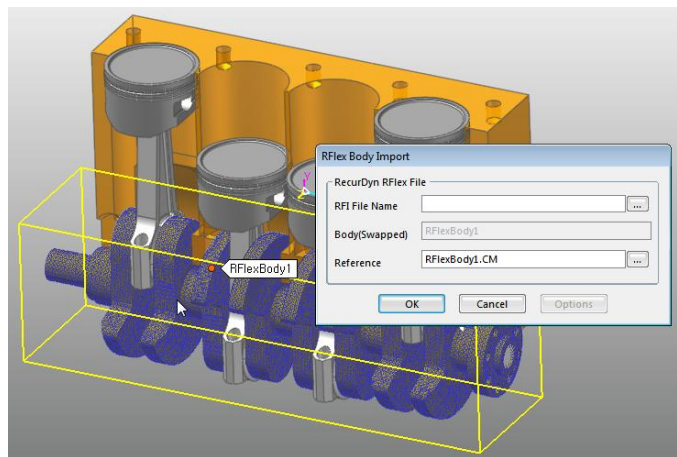 RFlex Body Import
RecurDyn RFlex File
RFI File Name
...
Body(Swapped)
RFlexBody1
Reference
RFlexBody1.CM
...
OK
Cancel
Options
Y
RFlexBody1